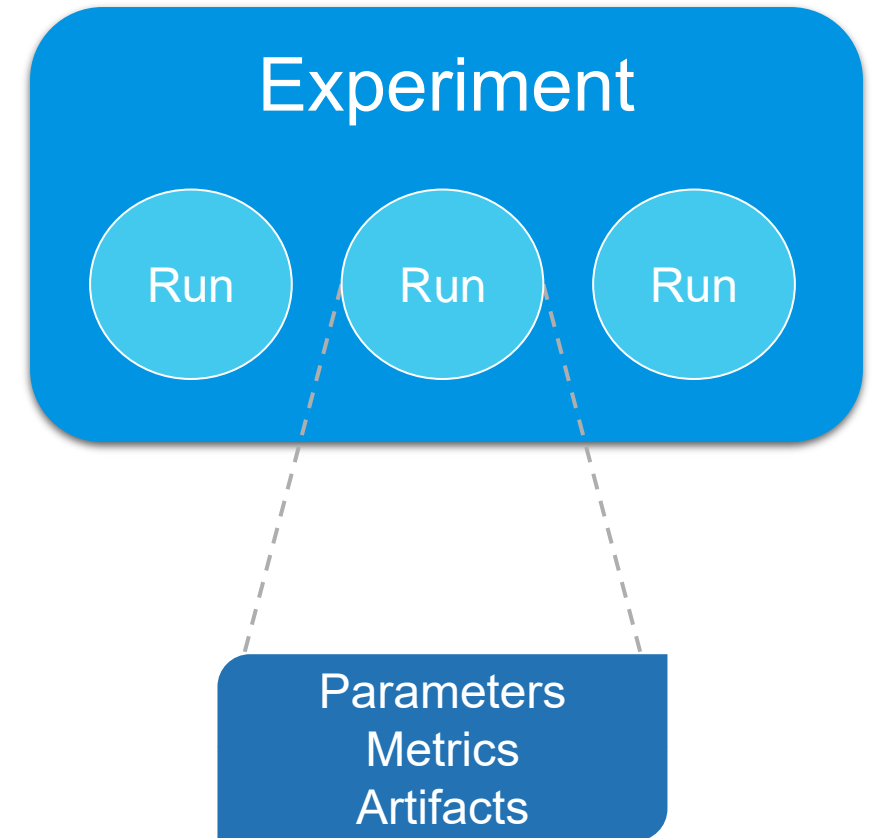 Experiment
Run Run Run
Parameters
Metrics
Artifacts